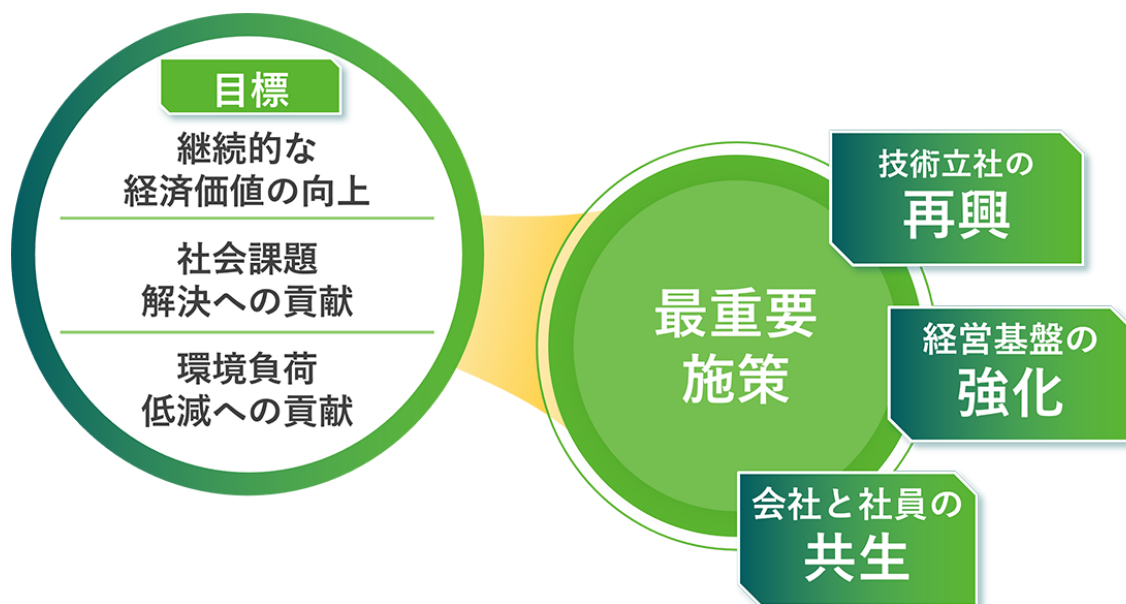 目標
継続的な
経済価値の向上
社会課題
解決への貢献
環境負荷
低減への貢献
最重要
施策
技術立社の
再興
経営基盤の
強化
会社と社員の
共生